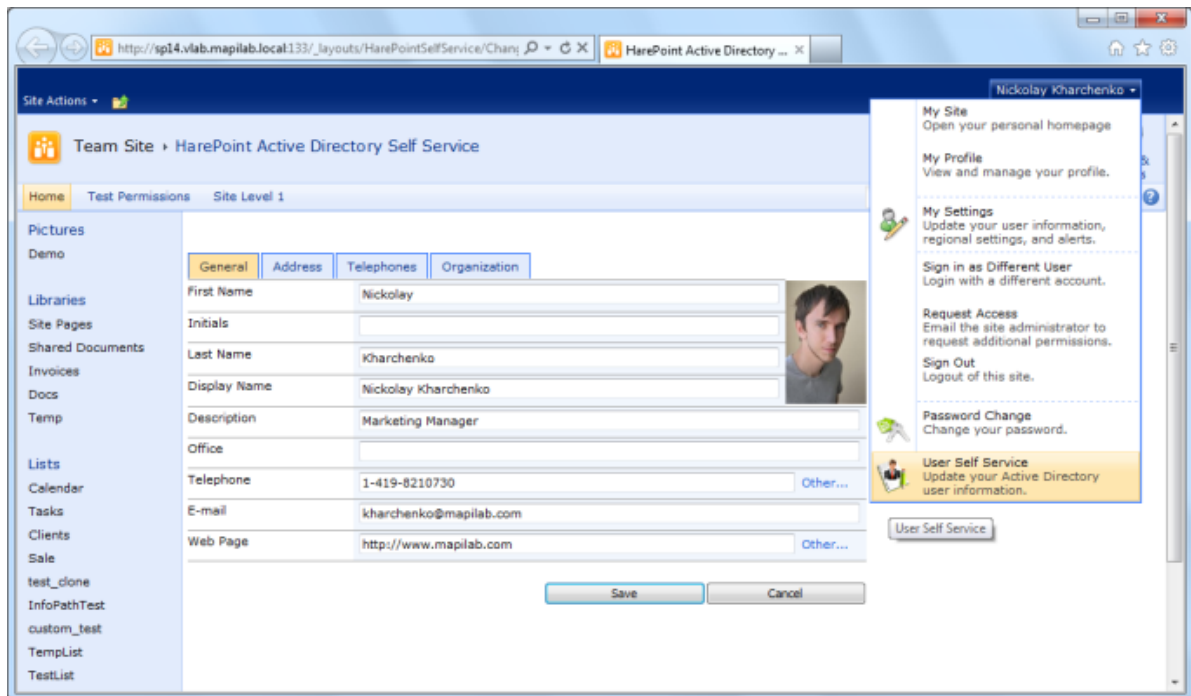 http://sp14.vlab.mapilab.local:133/_layouts/HarePointSelfService/Chang
HarePoint Active Directory ...
Site Actions
Nickolay Kharchenko
Team Site ▸ HarePoint Active Directory Self Service
Home Test Permissions Site Level 1
Pictures
Demo
Libraries
Site Pages
Shared Documents
Invoices
Docs
Temp
Lists
Calendar
Tasks
Clients
Sale
test_clone
InfoPathTest
custom_test
TempList
TestList
General Address Telephones Organization
First Name Nickolay
Initials
Last Name Kharchenko
Display Name Nickolay Kharchenko
Description Marketing Manager
Office
Telephone 1-419-8210730 Other...
E-mail kharchenko@mapilab.com
Web Page http://www.mapilab.com Other...
Save Cancel
My Site
Open your personal homepage
My Profile
View and manage your profile.
My Settings
Update your user information,
regional settings, and alerts.
Sign in as Different User
Login with a different account.
Request Access
Email the site administrator to
request additional permissions.
Sign Out
Logout of this site.
Password Change
Change your password.
User Self Service
Update your Active Directory
user information.
User Self Service